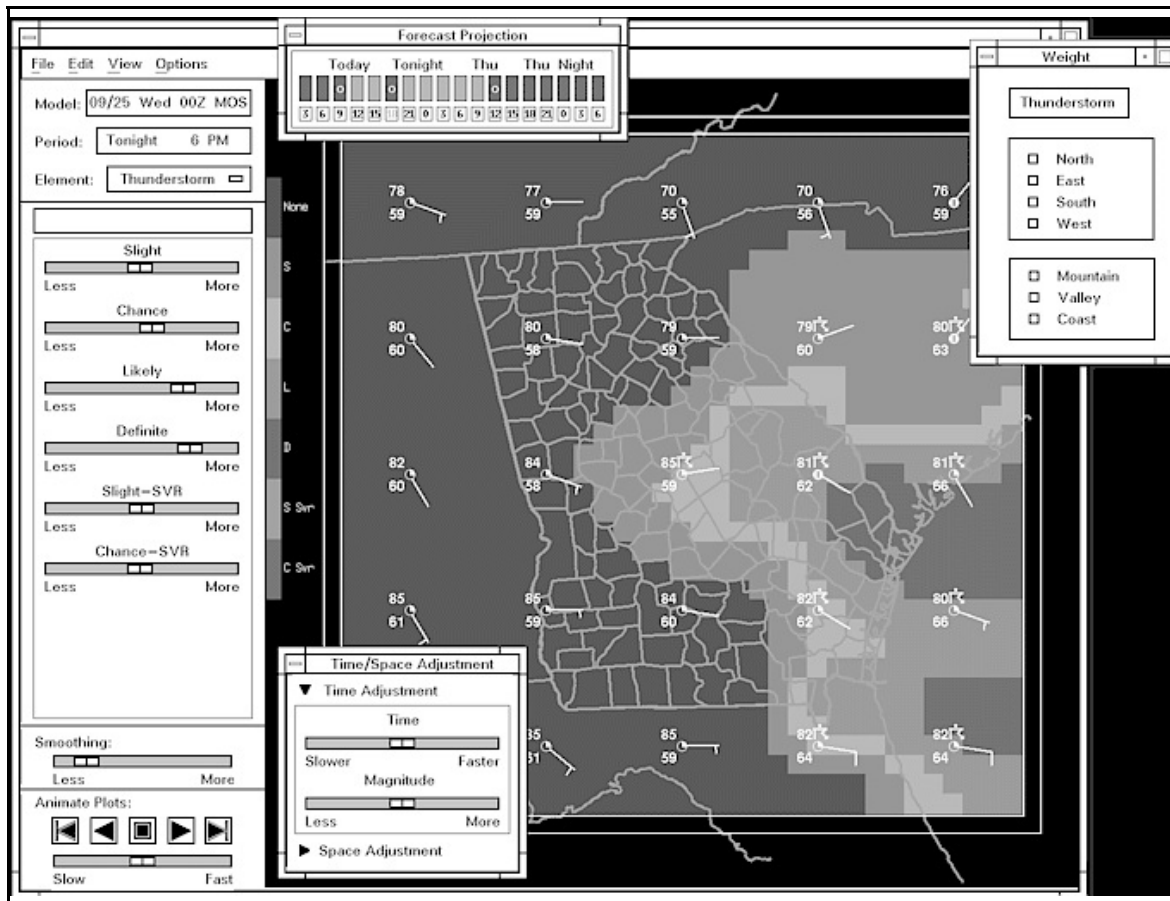 Forecast Projection
Today Tonight Thu Thu Night
3 6 9 12 15 21 0 3 6 9 12 15 18 21 0 3 6
File Edit View Options
Model: 09/25 Wed 00Z MOS
Period: Tonight 6 PM
Element: Thunderstorm
Slight
Less More
Chance
Less More
Likely
Less More
Definite
Less More
Slight-SVR
Less More
Chance-SVR
Less More
Smoothing:
Less More
Animate Plots:
Slow Fast
None
S
C
L
D
S Svr
C Svr
78 77 70 70 76
59 59 55 56 59
80 80 79 79 80
60 58 59 60 63
82 84 85 81 81
60 58 59 62 66
85 85 84 82 80
61 59 60 62 66
85 82 82
59 64 64
Time/Space Adjustment
Time Adjustment
Time
Slower Faster
Magnitude
Less More
Space Adjustment
Weight
Thunderstorm
North
East
South
West
Mountain
Valley
Coast